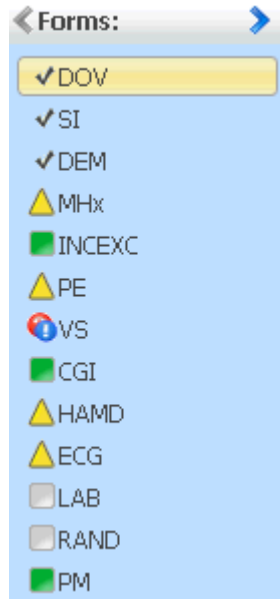 Forms:
DOV
SI
DEM
MHx
INCEXC
PE
VS
CGI
HAMD
ECG
LAB
RAND
PM